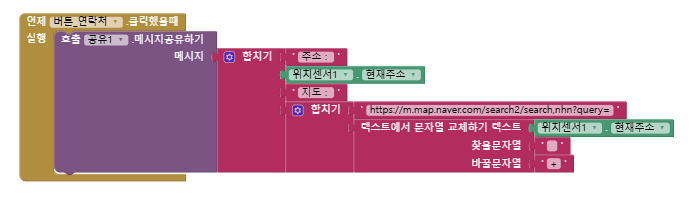 언제 버튼_연락처 .클릭했을때
실행 호출 공유1 .메시지공유하기
메시지 합치기 " 주소 : "
위치센서1 . 현재주소
" 지도 : "
합치기 " https://m.map.naver.com/search2/search.nhn?query= "
텍스트에서 문자열 교체하기 텍스트 위치센서1 . 현재주소
찾을문자열 " "
바꿀문자열 " + "